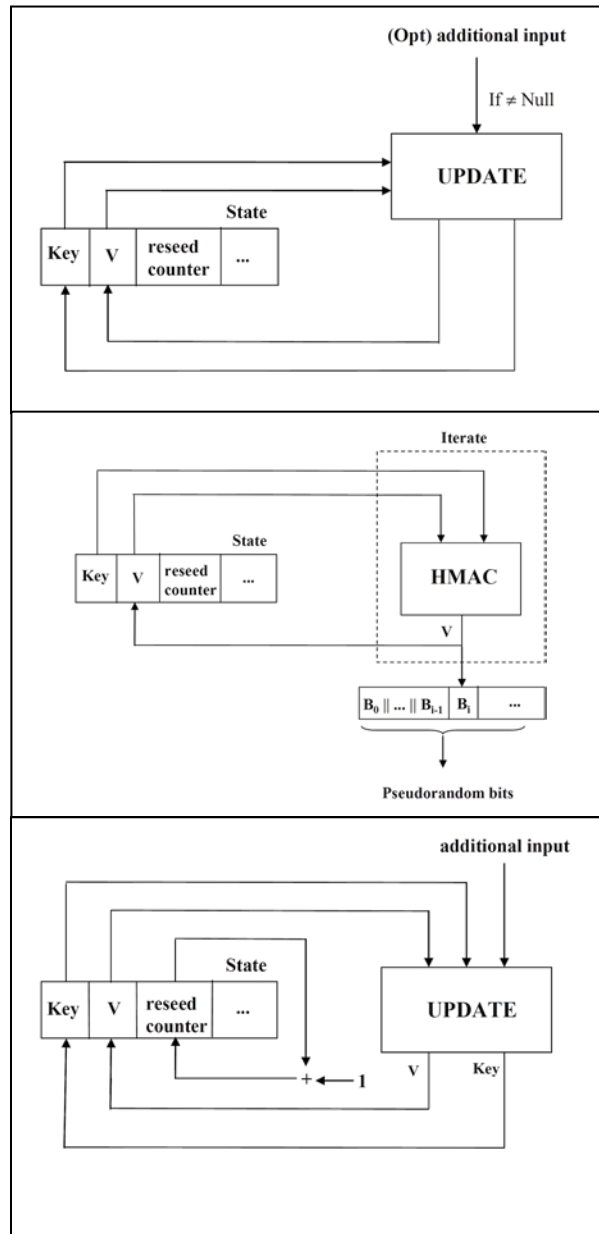 (Opt) additional input
If ≠ Null
UPDATE
State
Key V reseed counter ...
Iterate
State
Key V reseed counter ...
HMAC
V
B₀ || ... || Bᵢ₋₁ Bᵢ ...
Pseudorandom bits
additional input
State
Key V reseed counter ...
UPDATE
V Key
+ 1